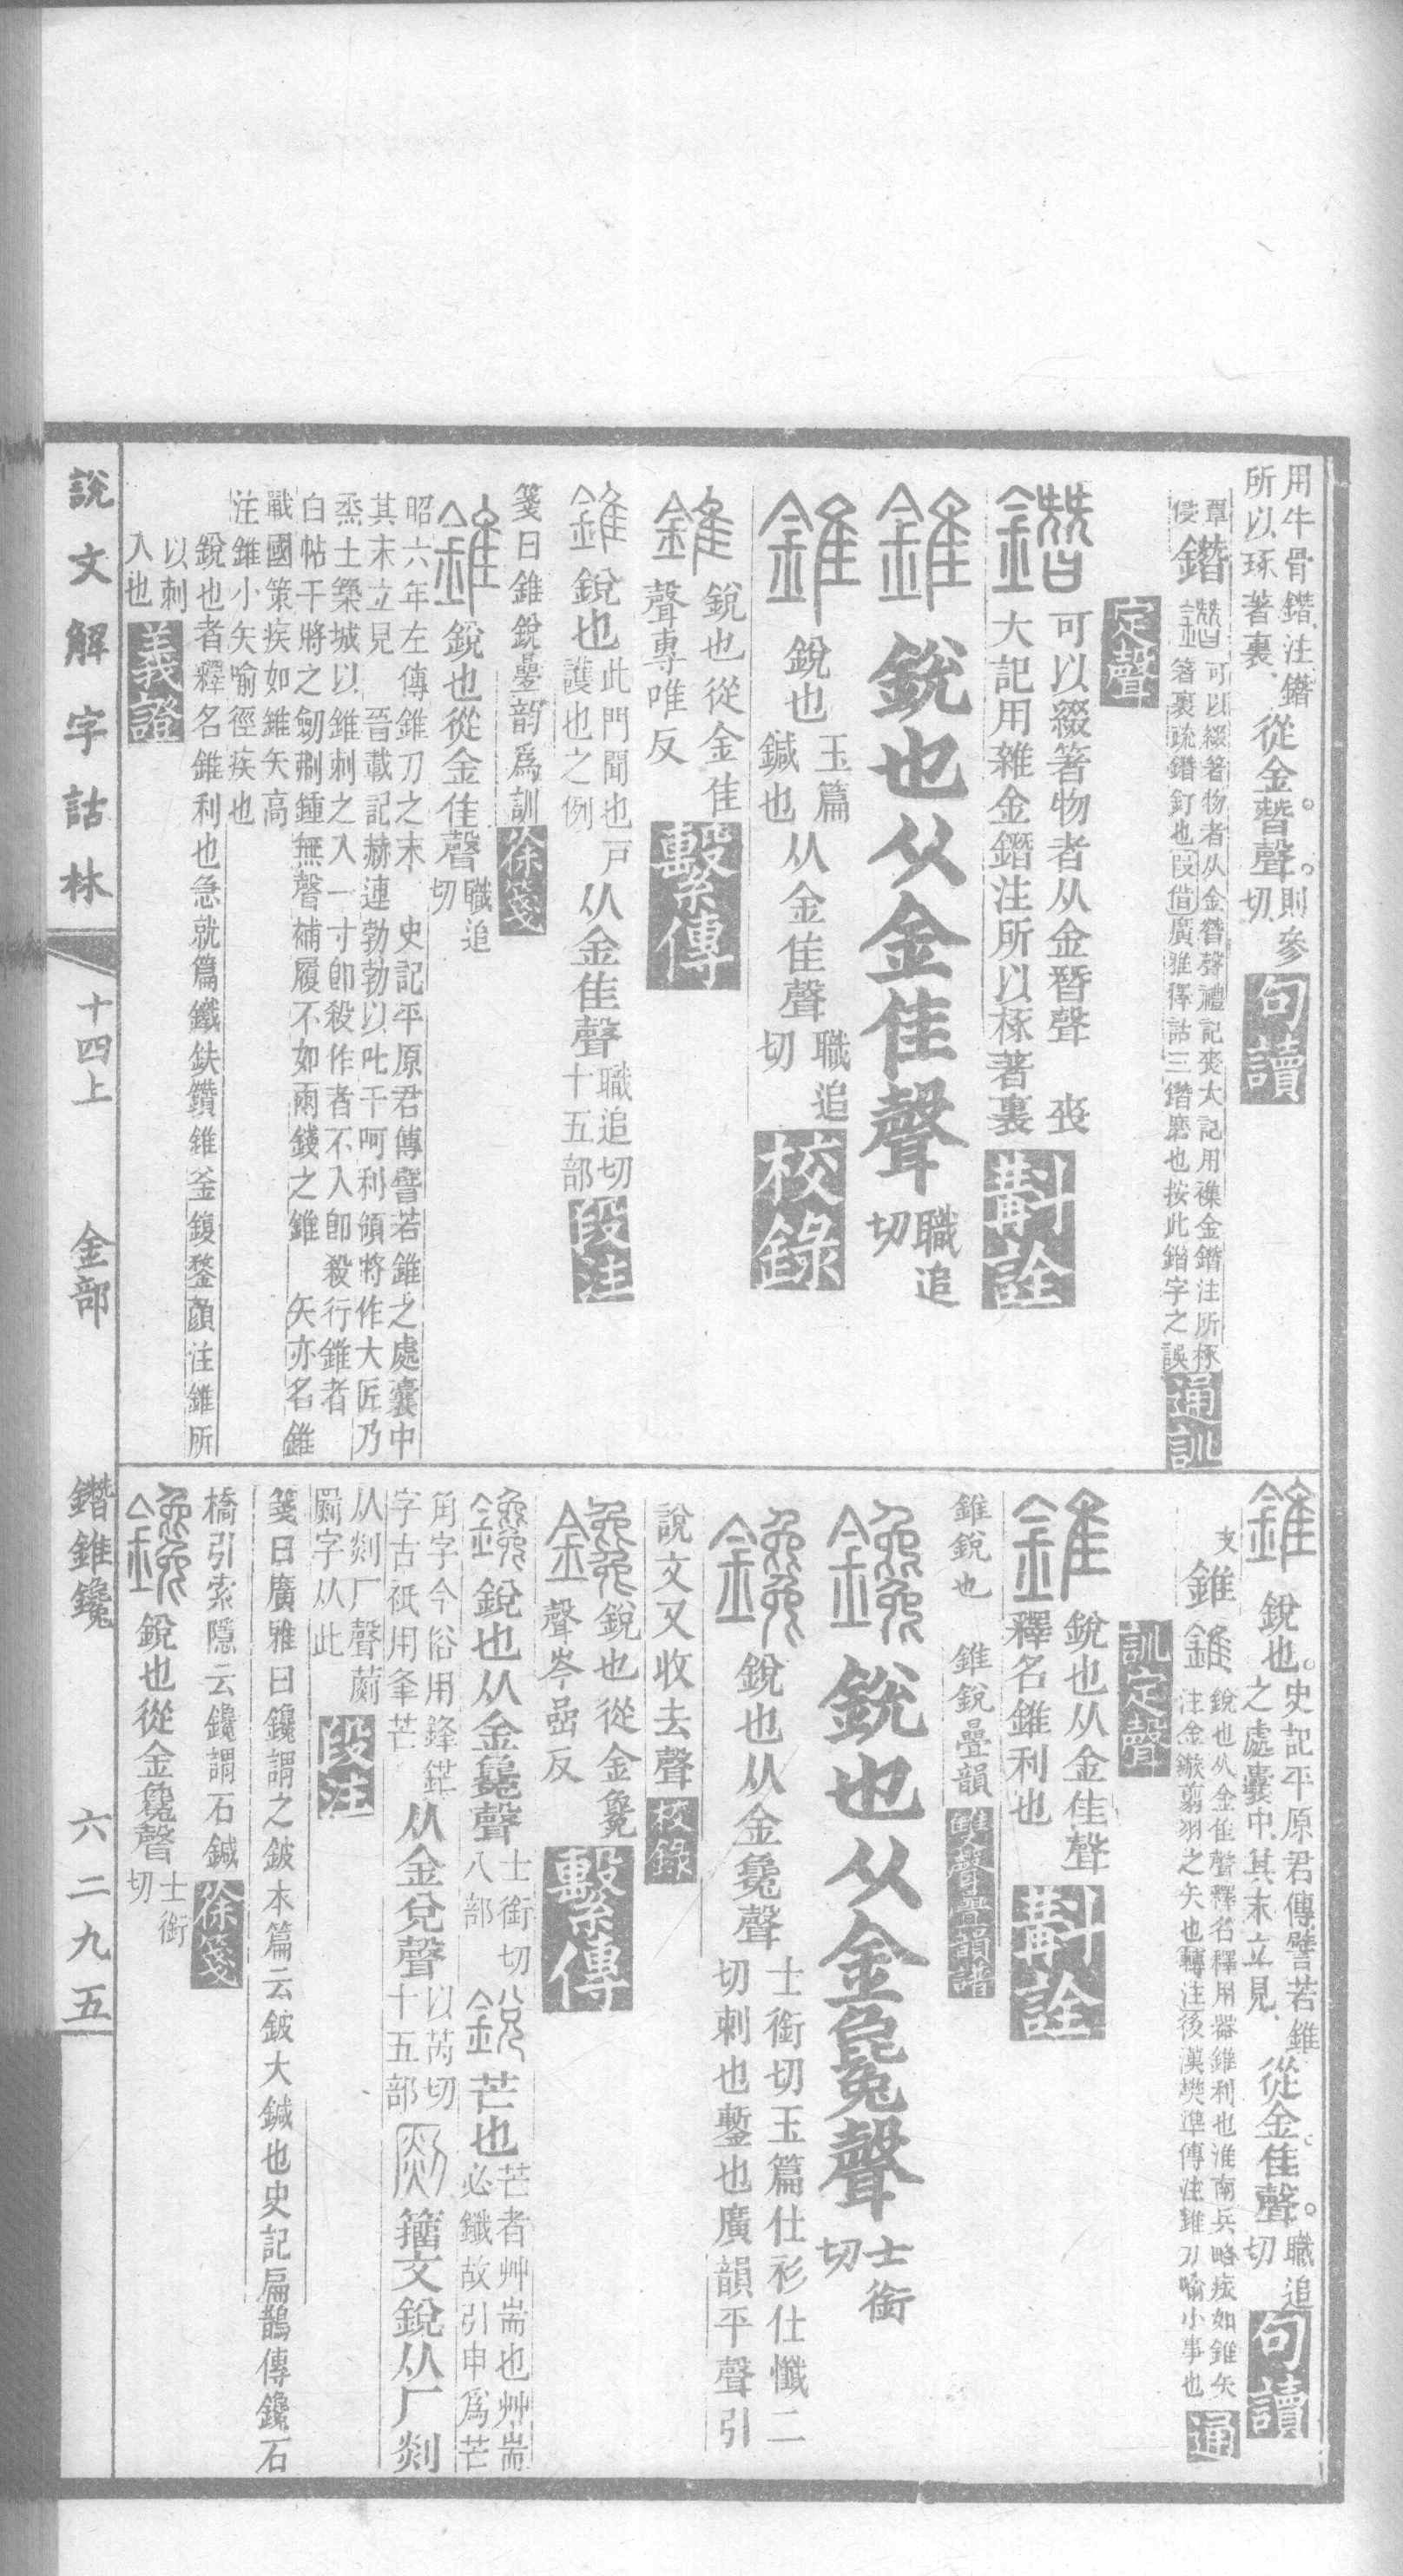 用牛骨鐕注鐕
所以琢著裏從金朁聲則參切句讀
覃侵鐕可以綴著物者从金朁聲禮記喪大記用襍金鐕注所㧻
著裏疏鐕釘也叚借廣雅釋詁三鐕磨也按此鐕字之誤通訓
定聲
可以綴箸物者从金朁聲 喪
大記用雜金鐕注所以㧻著裏斠詮
錐銳也从金隹聲職追切
錐銳也玉篇鍼也从金隹聲職追切校錄
錐銳也從金隹聲專唯反繫傳
錐銳也此門聞也戶護也之例从金隹聲職追切十五部段注
箋曰錐銳㬪韵爲訓徐箋
錐銳也從金隹聲職追切
昭六年左傳錐刀之末 史記平原君傳譬若錐之處囊中
其末立見 晉載記赫連勃勃以叱干呵利領將作大匠乃
烝土築城以錐刺之入一寸卽殺作者不入卽殺行錐者
白帖干將之劒𠛎鍾無聲補履不如兩錢之錐 矢亦名錐
戰國策疾如錐矢高
注錐小矢喻徑疾也
銳也者釋名錐利也急就篇鐵鈇鑽錐釜鍑鍪顏注錐所
以刺
入也義證
錐銳也史記平原君傳譬若錐
之處囊中其末立見從金隹聲職追切句讀
支錐銳也从金隹聲釋名釋用器錐利也淮南兵略疾如錐矢
注金鏃翦羽之矢也轉注後漢樊準傳注錐刀喻小事也通
訓定聲
錐銳也从金隹聲
釋名錐利也斠詮
錐銳也 錐銳㬪韻雙聲疊韻譜
鑱銳也从金毚聲士銜切
鑱銳也从金毚聲士銜切玉篇仕衫仕懺二
切刺也鏨也廣韻平聲引
說文又收去聲校錄
鑱銳也從金毚聲岑嵒反繫傳
鑱銳也从金毚聲士銜切八部 銳芒也芒者艸耑也艸耑
必鑯故引申爲芒
角字今俗用鋒鋩
字古衹用夆芒从金兌聲以芮切十五部𠟭籒文銳从厂剡
从剡厂聲𦋺
罽字从此段注
箋曰廣雅曰鑱謂之鈹本篇云鈹大鍼也史記扁鵲傳鑱石
橋引索隱云鑱謂石鍼徐箋
鑱銳也從金毚聲士銜切
說文解字詁林 十四上 金部 鐕錐鑱 六二九五